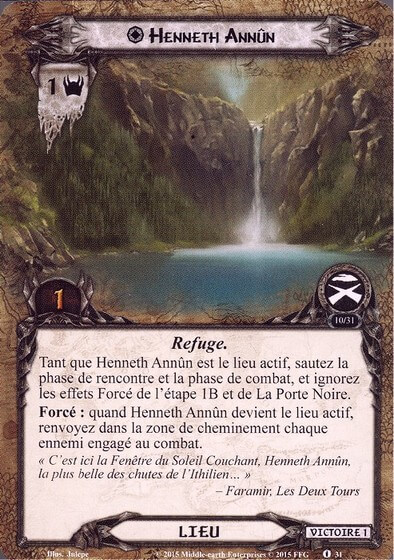 Henneth Annûn
1
1
10/31
Refuge.
Tant que Henneth Annûn est le lieu actif, sautez la
phase de rencontre et la phase de combat, et ignorez
les effets Forcé de l'étape 1B et de La Porte Noire.
Forcé : quand Henneth Annûn devient le lieu actif,
renvoyez dans la zone de cheminement chaque
ennemi engagé au combat.
« C'est ici la Fenêtre du Soleil Couchant, Henneth Annûn,
la plus belle des chutes de l'Ithilien… »
– Faramir, Les Deux Tours
LIEU
VICTOIRE 1
Illus. Julepe
© 2015 Middle-earth Enterprises © 2015 FFG
34